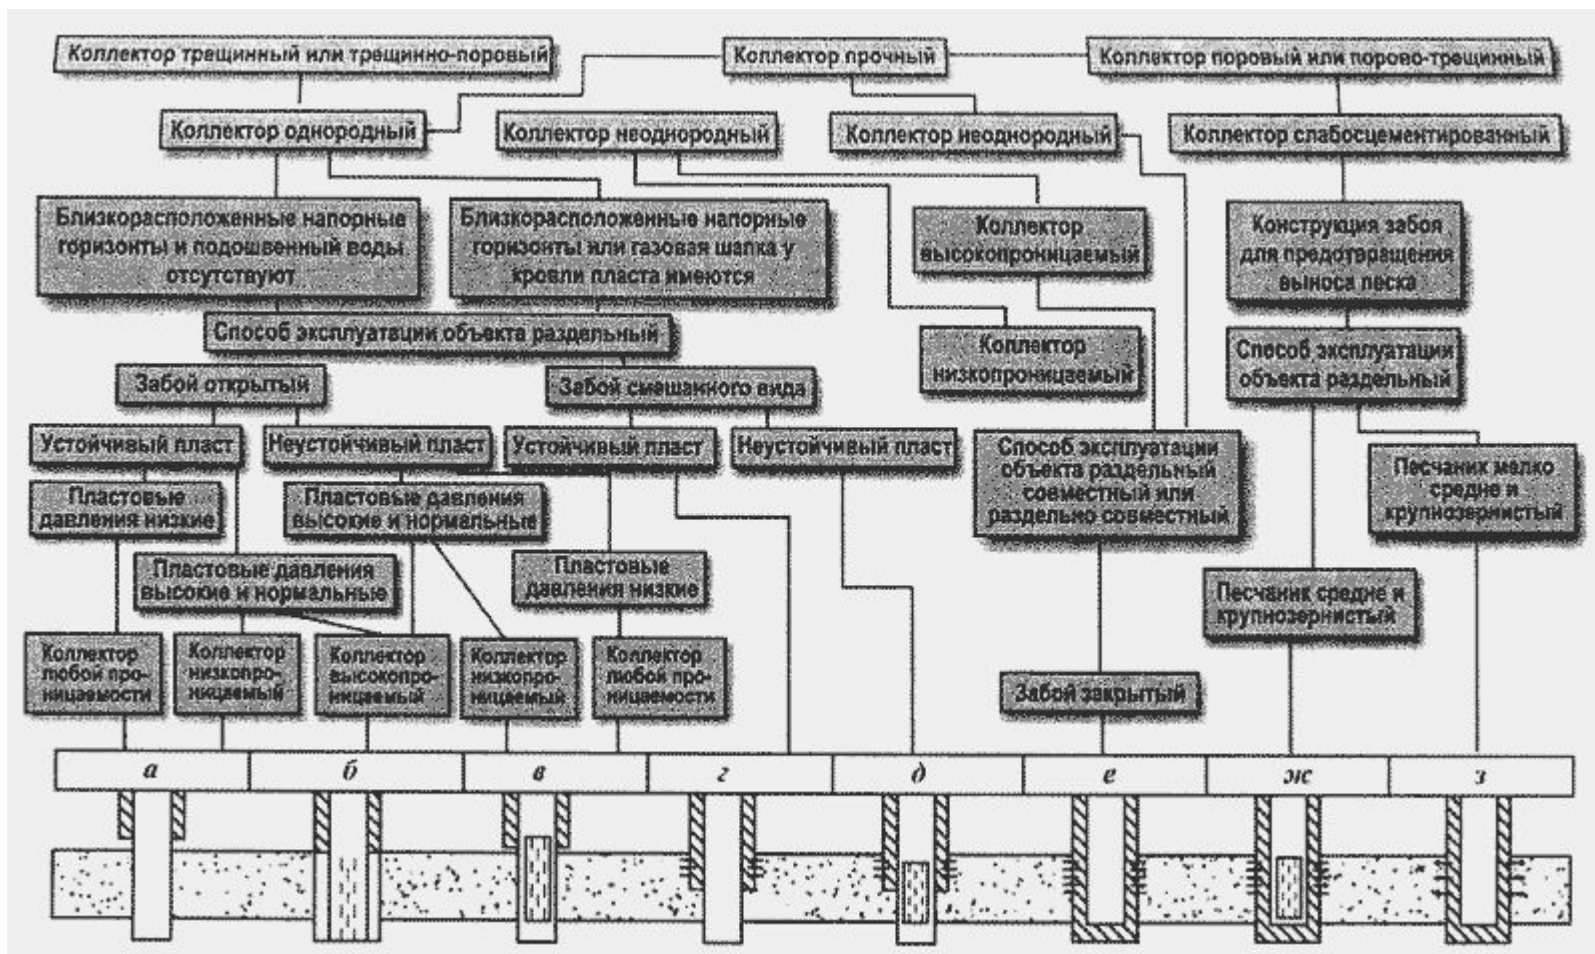 Коллектор трещинный или трещинно-поровый
Коллектор прочный
Коллектор поровый или порово-трещинный
Коллектор однородный
Коллектор неоднородный
Коллектор неоднородный
Коллектор слабосцементированный
Близкорасположенные напорные
горизонты и подошвенный воды
отсутствуют
Близкорасположенные напорные
горизонты или газовая шапка у
кровли пласта имеются
Коллектор
высокопроницаемый
Конструкция забоя
для предотвращения
выноса песка
Способ эксплуатации объекта раздельный
Коллектор
низкопроницаемый
Способ эксплуатации
объекта раздельный
Забой открытый
Забой смешанного вида
Устойчивый пласт
Неустойчивый пласт
Устойчивый пласт
Неустойчивый пласт
Способ эксплуатации
объекта раздельный
совместный или
раздельно совместный
Песчаник мелко
средне и
крупнозернистый
Пластовые
давления низкие
Пластовые давления
высокие и нормальные
Пластовые давления
высокие и нормальные
Пластовые
давления низкие
Песчаник средне и
крупнозернистый
Коллектор
любой про-
ницаемости
Коллектор
низкопро-
ницаемый
Коллектор
высокопро-
ницаемый
Коллектор
низкопро-
ницаемый
Коллектор
любой про-
ницаемости
Забой закрытый
а
б
в
г
д
е
ж
з